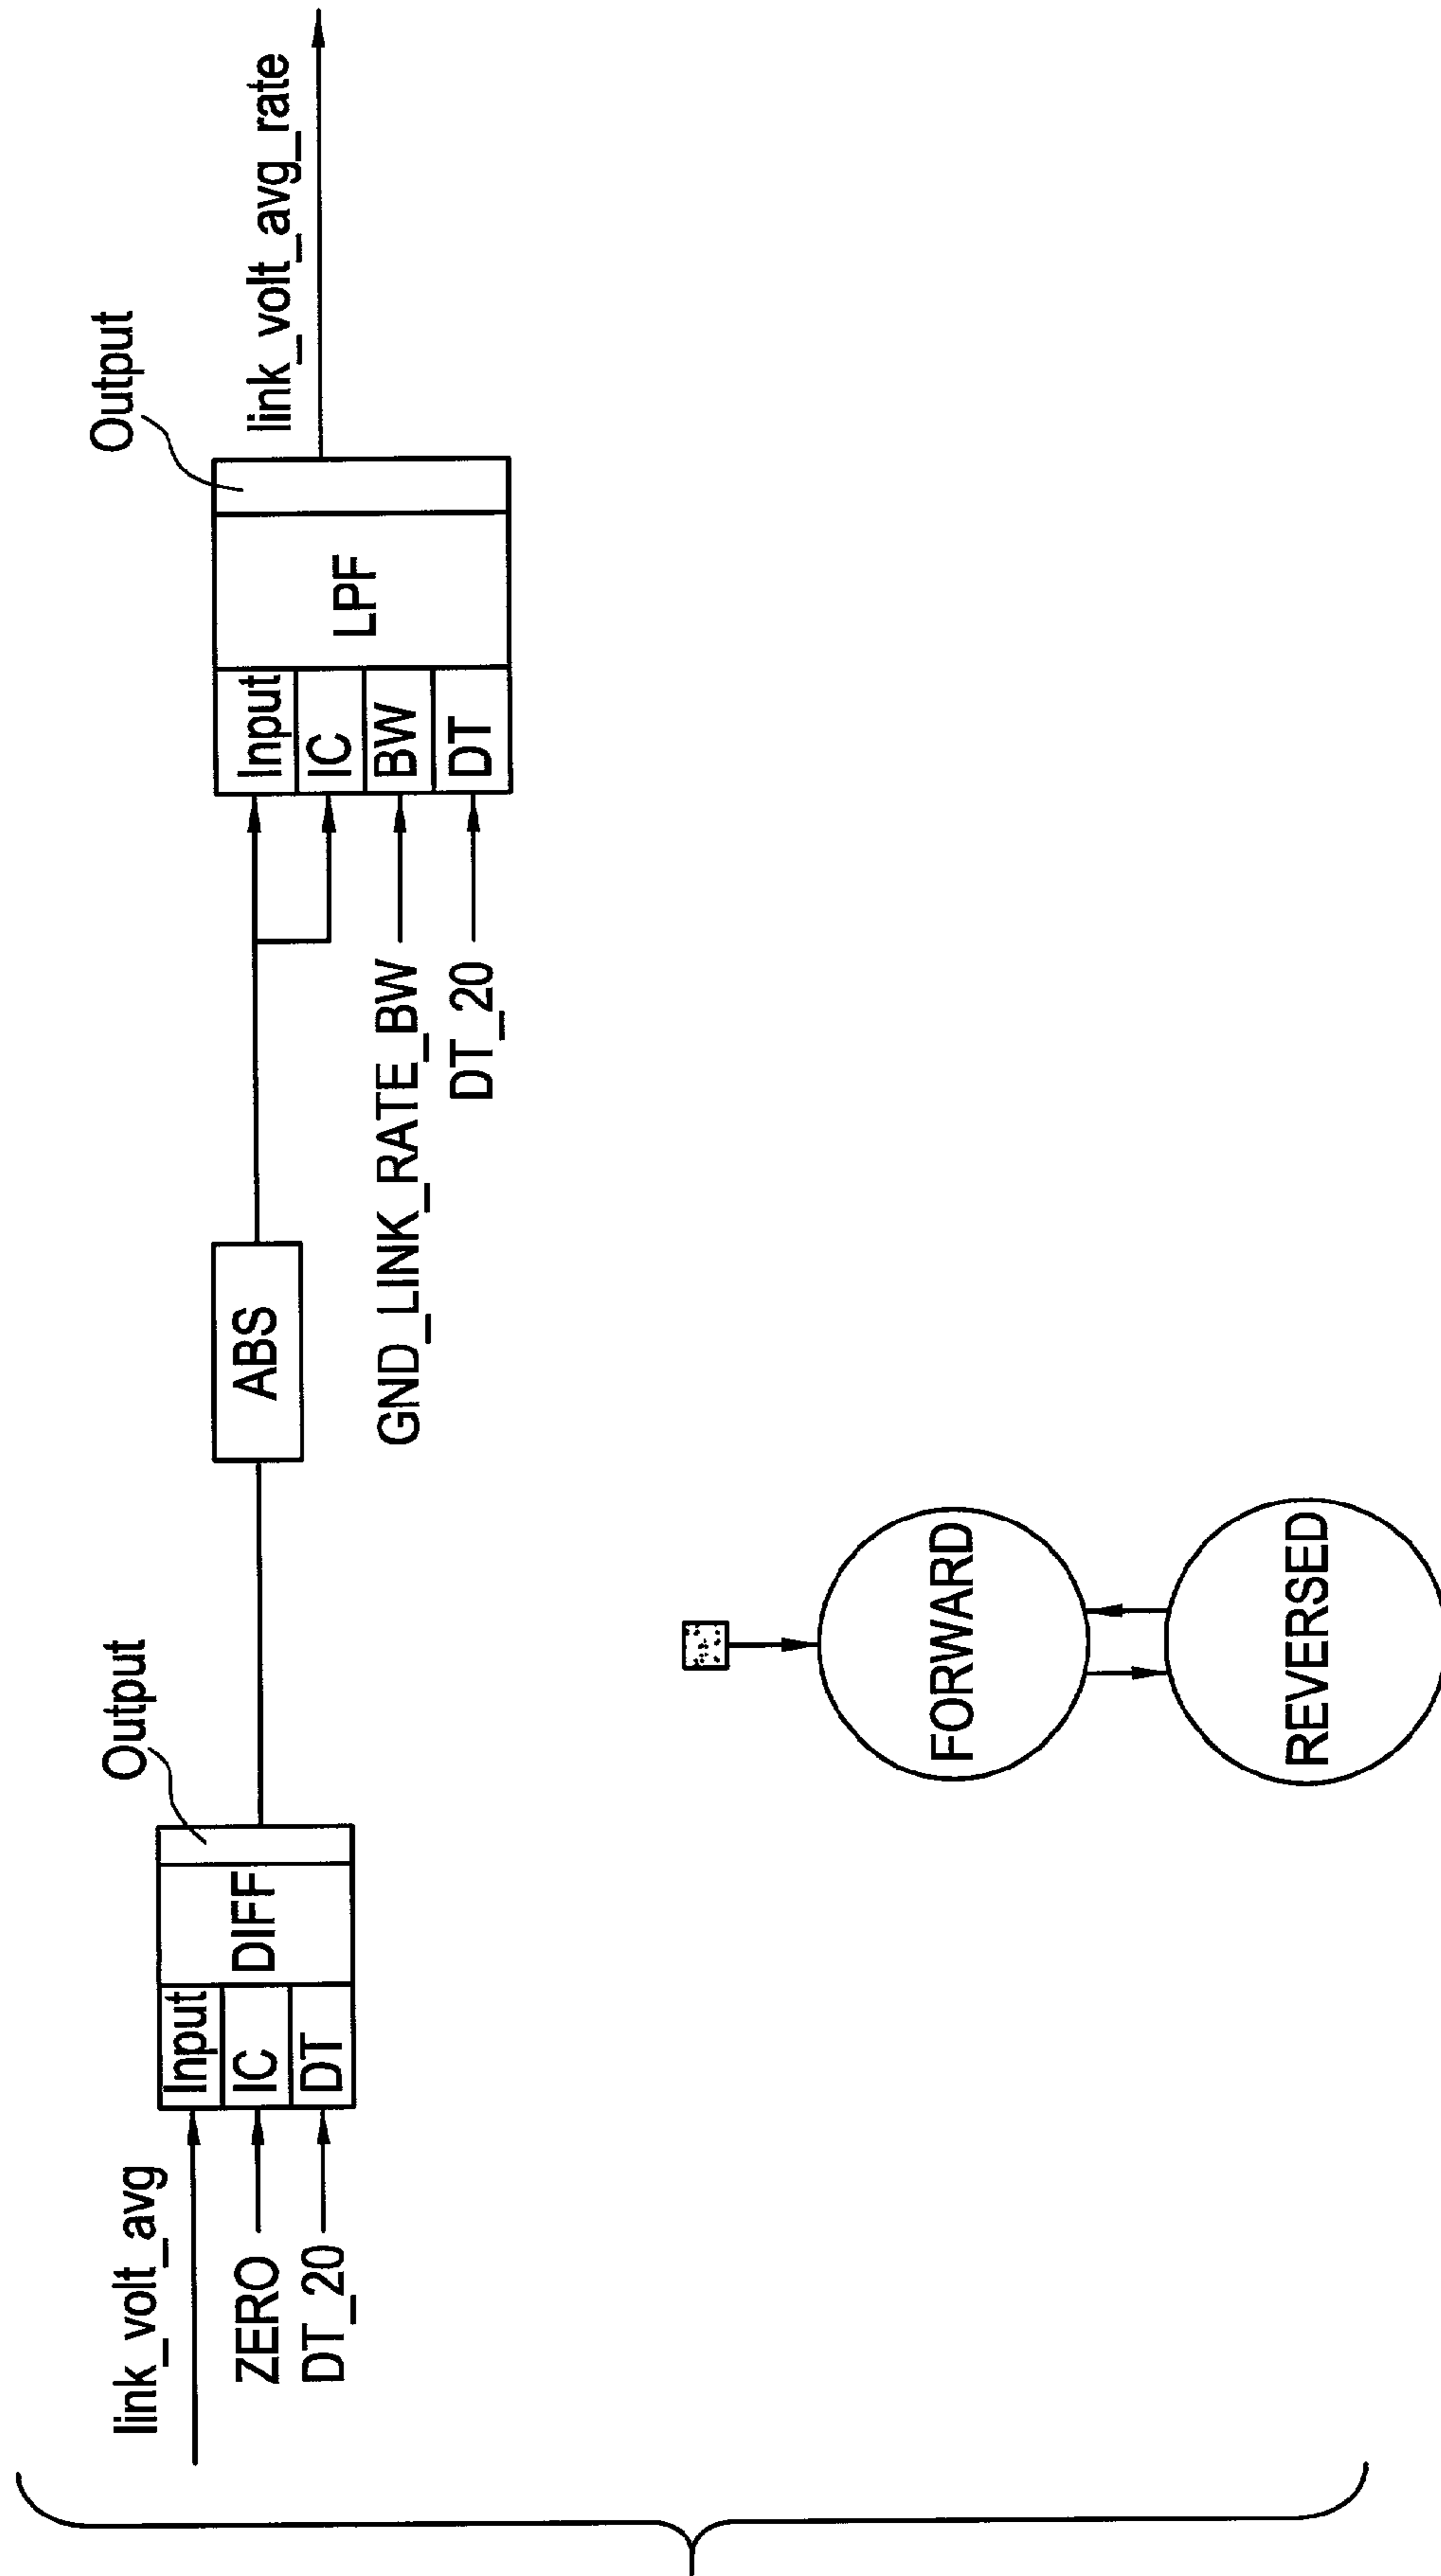 link_volt_avg
ZERO
DT_20
Input
IC
DT
DIFF
Output
ABS
GND_LINK_RATE_BW
DT_20
Input
IC
BW
DT
LPF
Output
link_volt_avg_rate
FORWARD
REVERSED